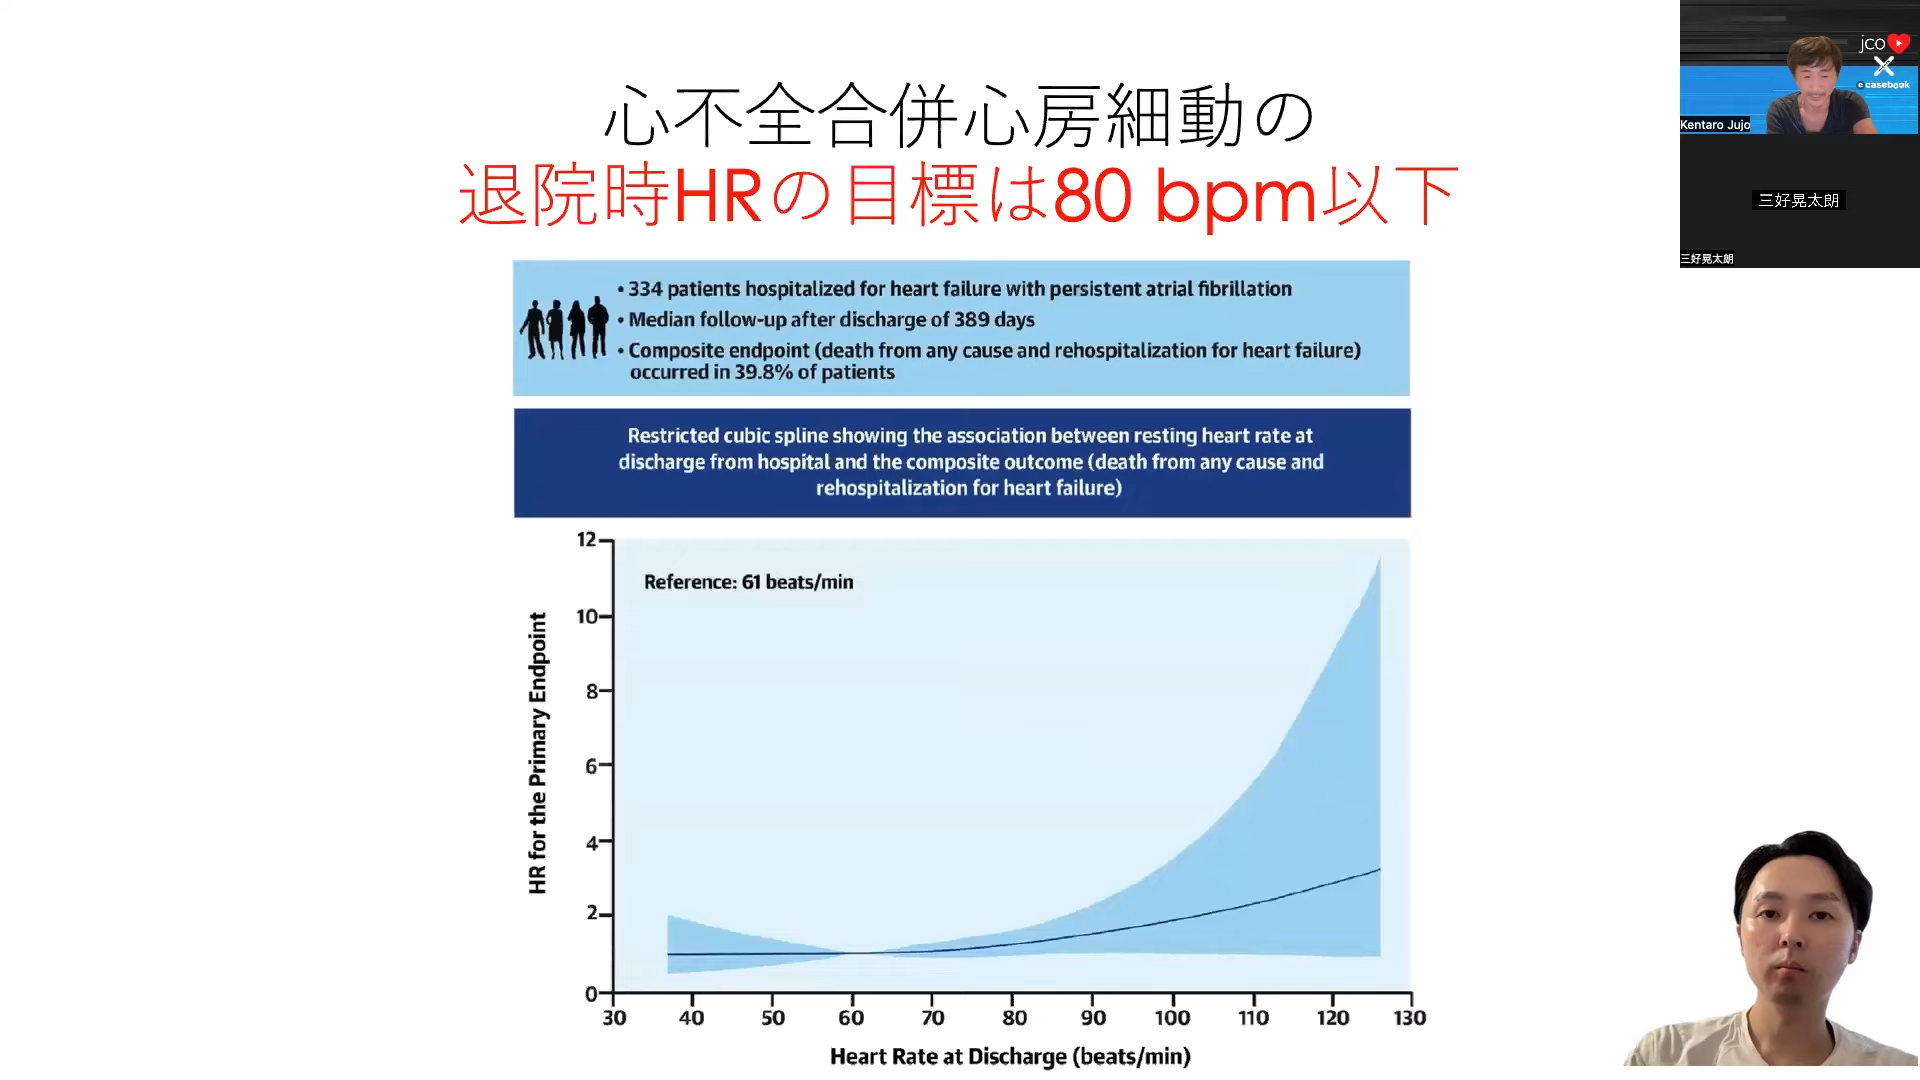 心不全合併心房細動の
退院時HRの目標は80 bpm以下
• 334 patients hospitalized for heart failure with persistent atrial fibrillation
• Median follow-up after discharge of 389 days
• Composite endpoint (death from any cause and rehospitalization for heart failure)
occurred in 39.8% of patients
Restricted cubic spline showing the association between resting heart rate at
discharge from hospital and the composite outcome (death from any cause and
rehospitalization for heart failure)
Reference: 61 beats/min
HR for the Primary Endpoint
12
10
8
6
4
2
0
30 40 50 60 70 80 90 100 110 120 130
Heart Rate at Discharge (beats/min)
jco
e casebook
Kentaro Jujo
三好晃太朗
三好晃太朗